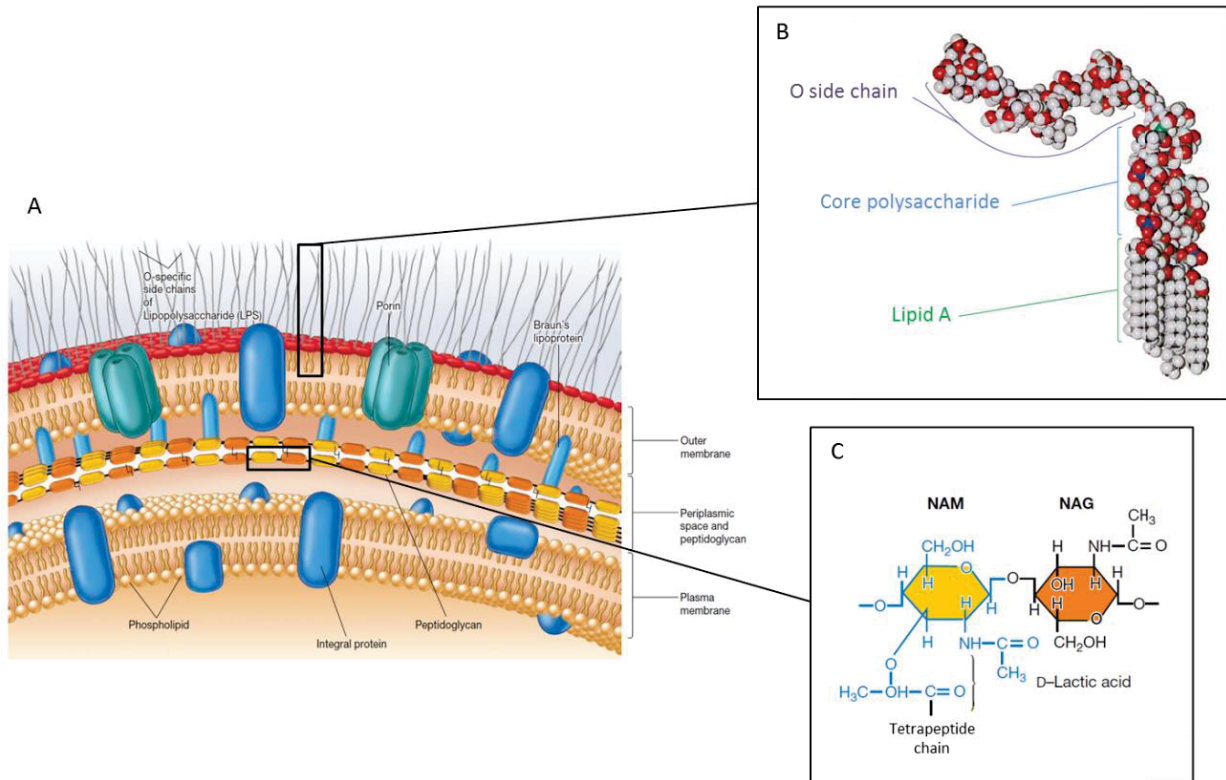 A
O-specific
side chains
of
Lipopolysaccharide (LPS)
Porin
Braun's
lipoprotein
Outer
membrane
Periplasmic
space and
peptidoglycan
Plasma
membrane
Phospholipid
Integral protein
Peptidoglycan
B
O side chain
Core polysaccharide
Lipid A
C
NAM
NAG
CH₃
CH₂OH
H
NH—C=O
H
O
H
H
OH
H
H
O
O
H
H
H
O
O
H
NH—C=O
CH₂OH
O
CH₃
D–Lactic acid
H₃C—OH—C=O
Tetrapeptide
chain